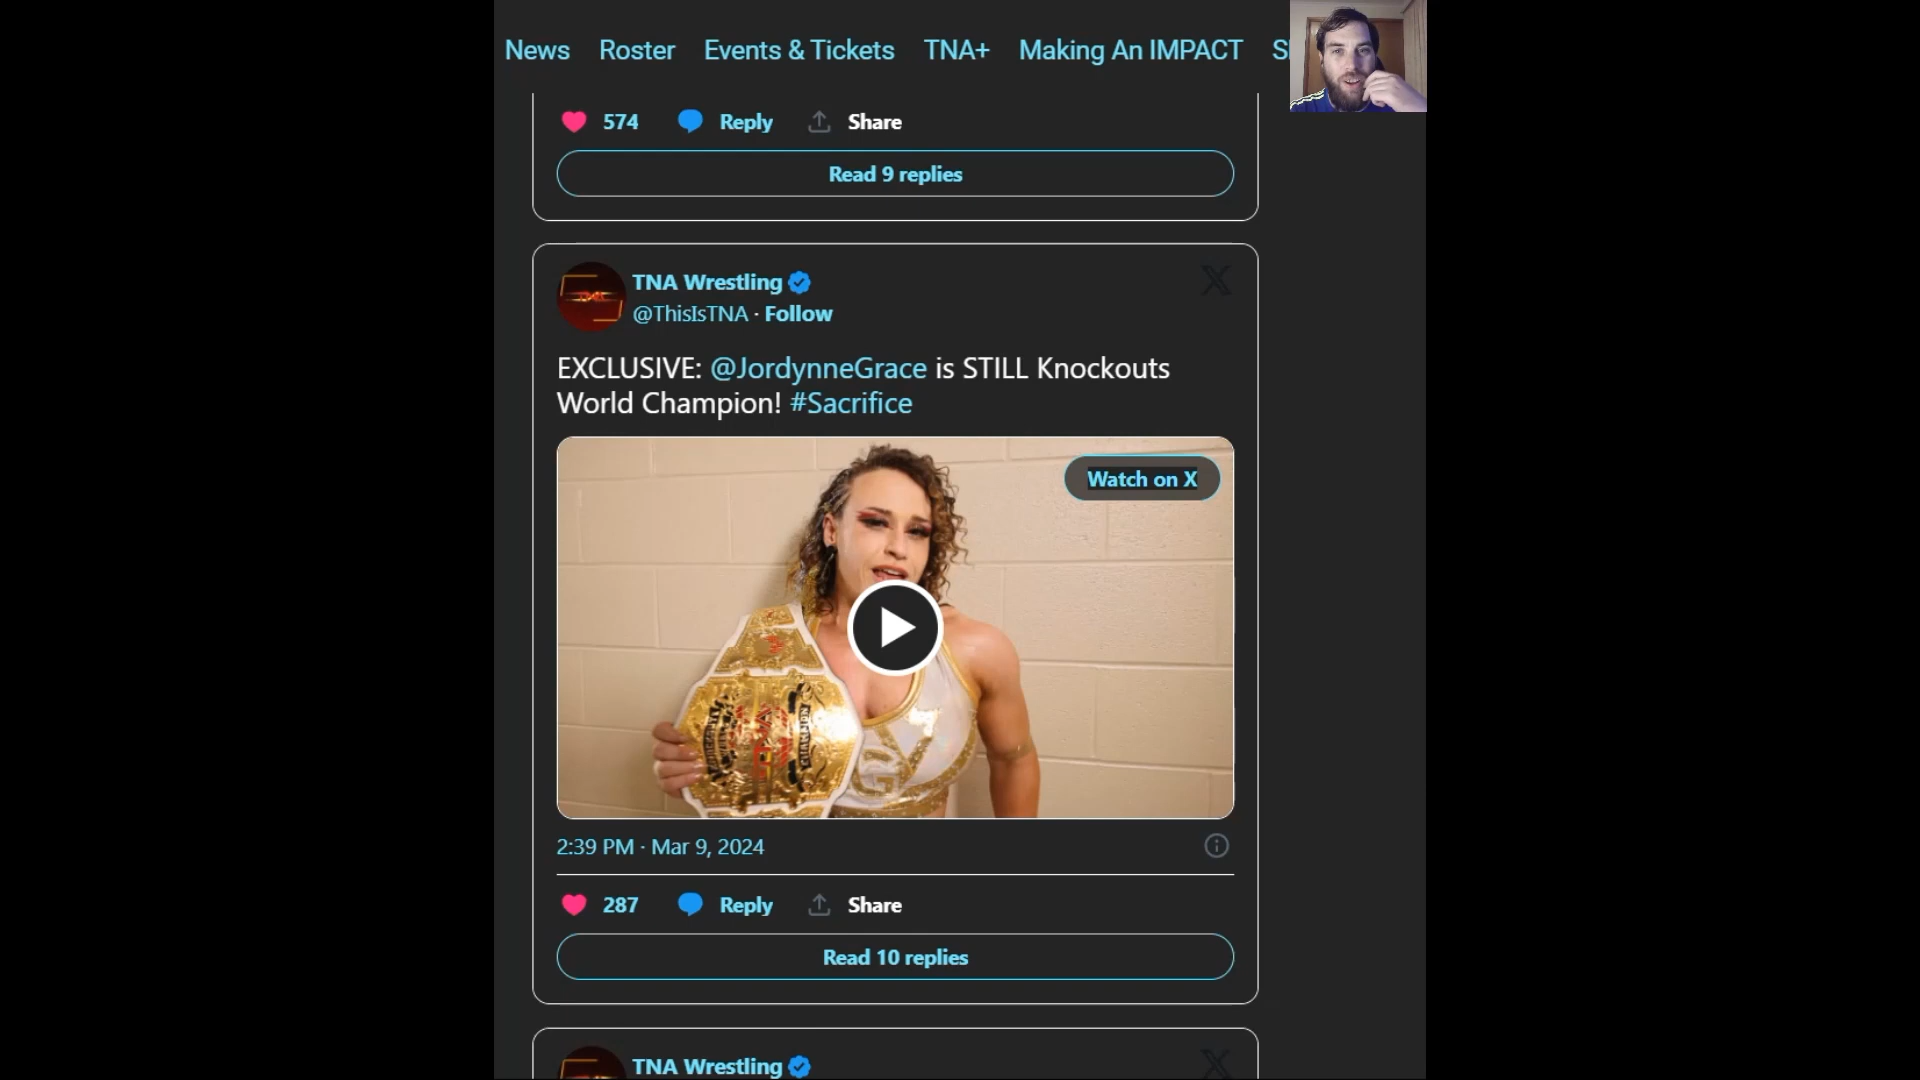 News Roster Events & Tickets TNA+ Making An IMPACT
574 Reply Share
Read 9 replies
TNA Wrestling
@ThisIsTNA · Follow
EXCLUSIVE: @JordynneGrace is STILL Knockouts
World Champion! #Sacrifice
Watch on X
2:39 PM · Mar 9, 2024
287 Reply Share
Read 10 replies
TNA Wrestling